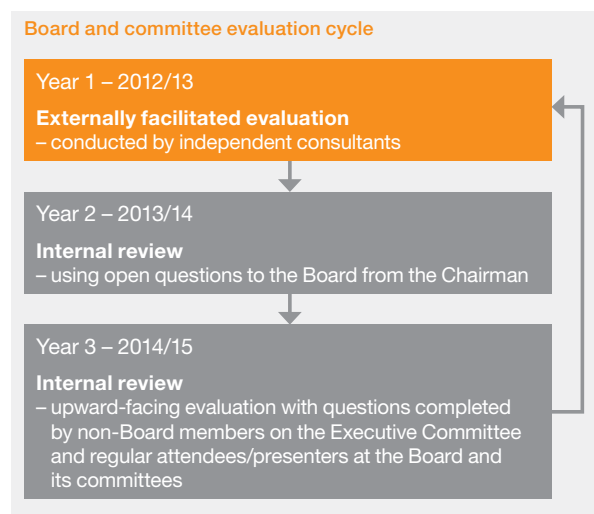 Board and committee evaluation cycle
Year 1 – 2012/13
Externally facilitated evaluation
– conducted by independent consultants
Year 2 – 2013/14
Internal review
– using open questions to the Board from the Chairman
Year 3 – 2014/15
Internal review
– upward-facing evaluation with questions completed
by non-Board members on the Executive Committee
and regular attendees/presenters at the Board and
its committees